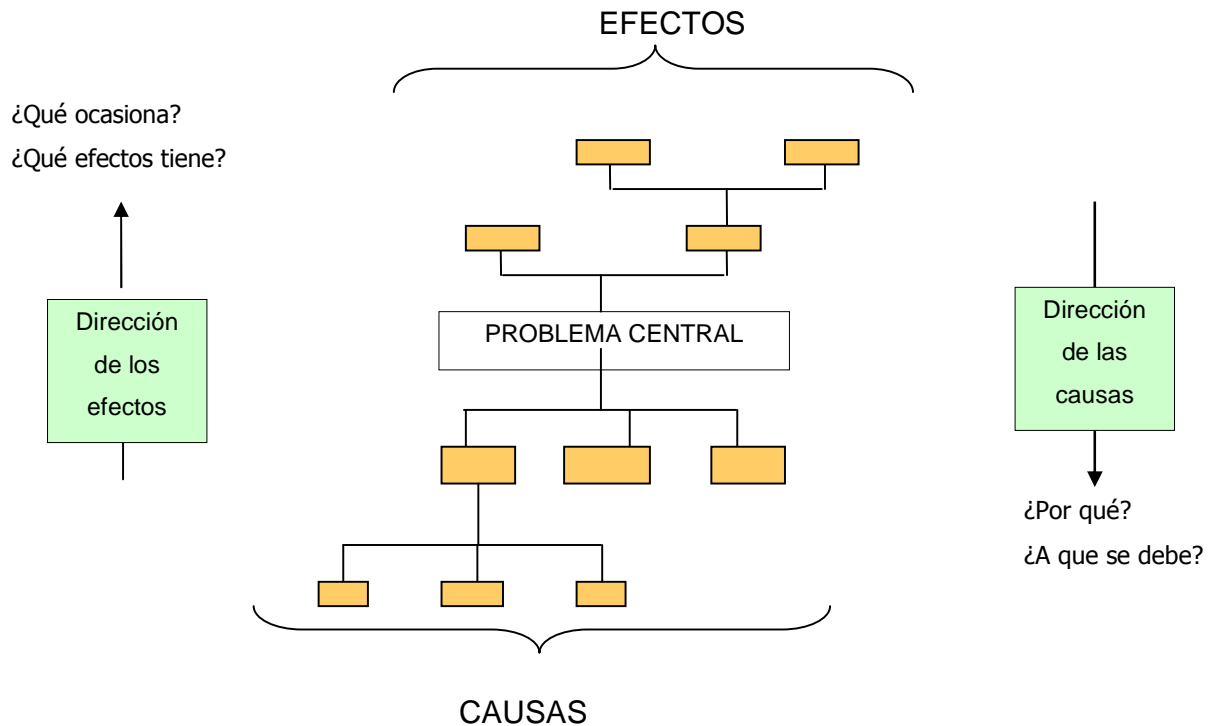 EFECTOS
¿Qué ocasiona?
¿Qué efectos tiene?
Dirección
de los
efectos
PROBLEMA CENTRAL
Dirección
de las
causas
¿Por qué?
¿A que se debe?
CAUSAS